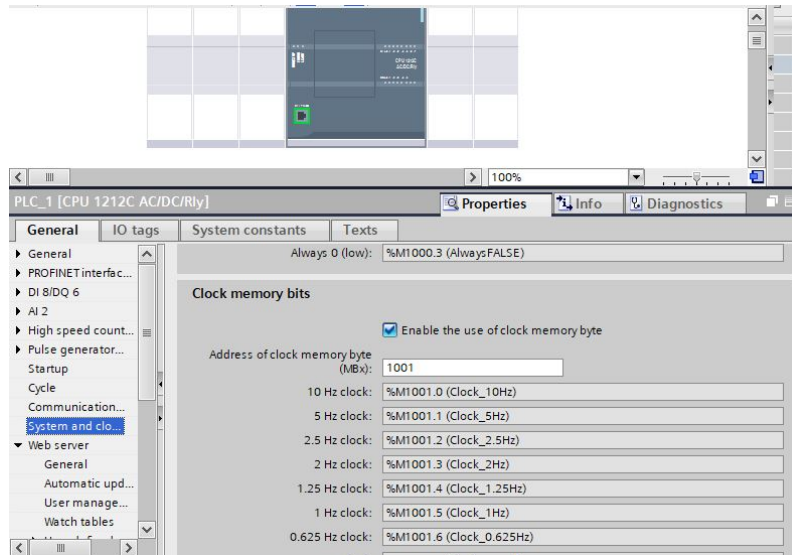 100%
PLC_1 [CPU 1212C AC/DC/Rly]
Properties
Info
Diagnostics
General
IO tags
System constants
Texts
General
PROFINET interfac...
DI 8/DQ 6
AI 2
High speed count...
Pulse generator...
Startup
Cycle
Communication...
System and clo...
Web server
General
Automatic upd...
User manage...
Watch tables
Always 0 (low): %M1000.3 (AlwaysFALSE)
Clock memory bits
Enable the use of clock memory byte
Address of clock memory byte
(MBx): 1001
10 Hz clock: %M1001.0 (Clock_10Hz)
5 Hz clock: %M1001.1 (Clock_5Hz)
2.5 Hz clock: %M1001.2 (Clock_2.5Hz)
2 Hz clock: %M1001.3 (Clock_2Hz)
1.25 Hz clock: %M1001.4 (Clock_1.25Hz)
1 Hz clock: %M1001.5 (Clock_1Hz)
0.625 Hz clock: %M1001.6 (Clock_0.625Hz)